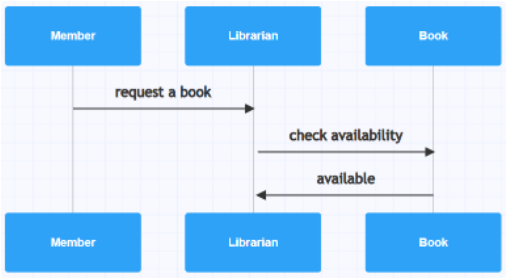 Member
Librarian
Book
request a book
check availability
available
Member
Librarian
Book